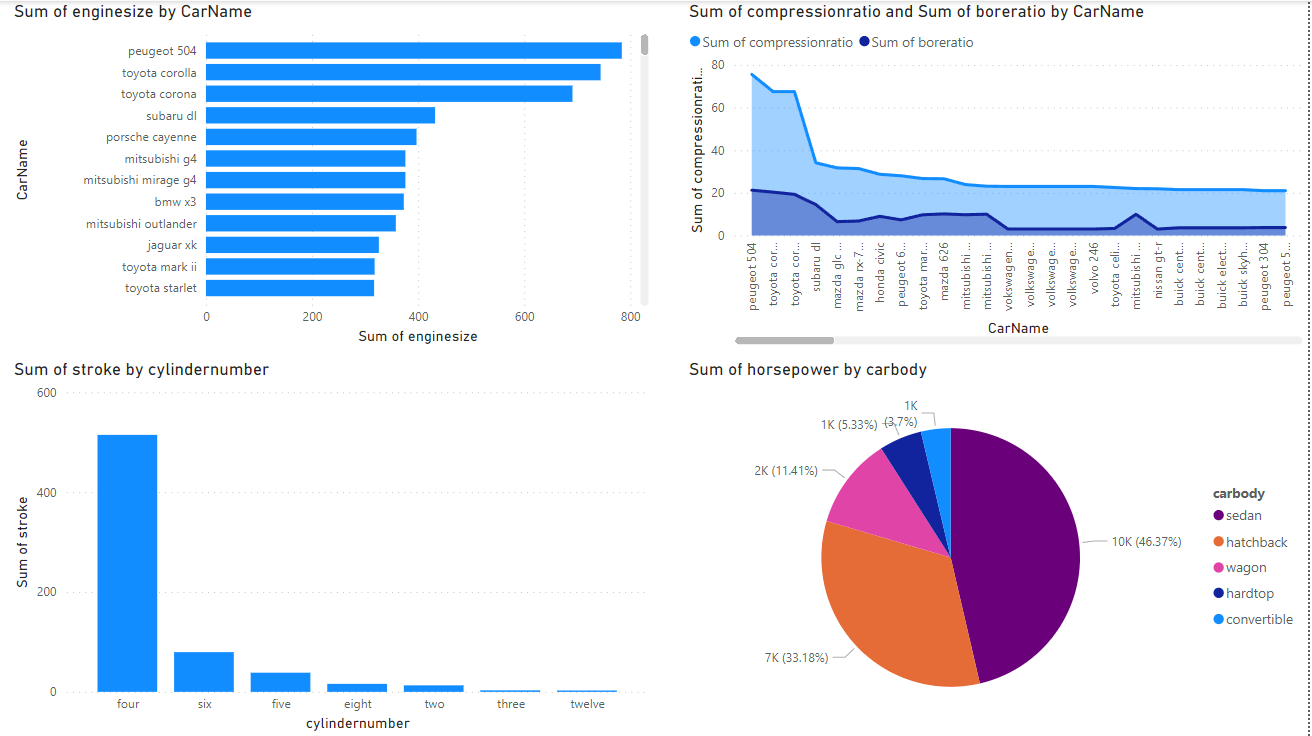 Sum of enginesize by CarName
CarName
peugeot 504
toyota corolla
toyota corona
subaru dl
porsche cayenne
mitsubishi g4
mitsubishi mirage g4
bmw x3
mitsubishi outlander
jaguar xk
toyota mark ii
toyota starlet
0 200 400 600 800
Sum of enginesize
Sum of compressionratio and Sum of boreratio by CarName
Sum of compressionratio Sum of boreratio
Sum of compressionrati...
80
60
40
20
0
peugeot 504
toyota cor...
toyota cor...
subaru dl
mazda glc ...
mazda rx-7...
honda civic
peugeot 6...
toyota mar...
mazda 626
mitsubishi ...
mitsubishi ...
vokswagen...
volkswage...
volkswage...
volkswage...
volvo 246
toyota celi...
mitsubishi ...
nissan gt-r
buick cent...
buick cent...
buick elect...
buick skyh...
peugeot 304
peugeot 5...
CarName
Sum of stroke by cylindernumber
Sum of stroke
600
400
200
0
four six five eight two three twelve
cylindernumber
Sum of horsepower by carbody
1K
(3.7%)
1K (5.33%)
2K (11.41%)
10K (46.37%)
7K (33.18%)
carbody
sedan
hatchback
wagon
hardtop
convertible